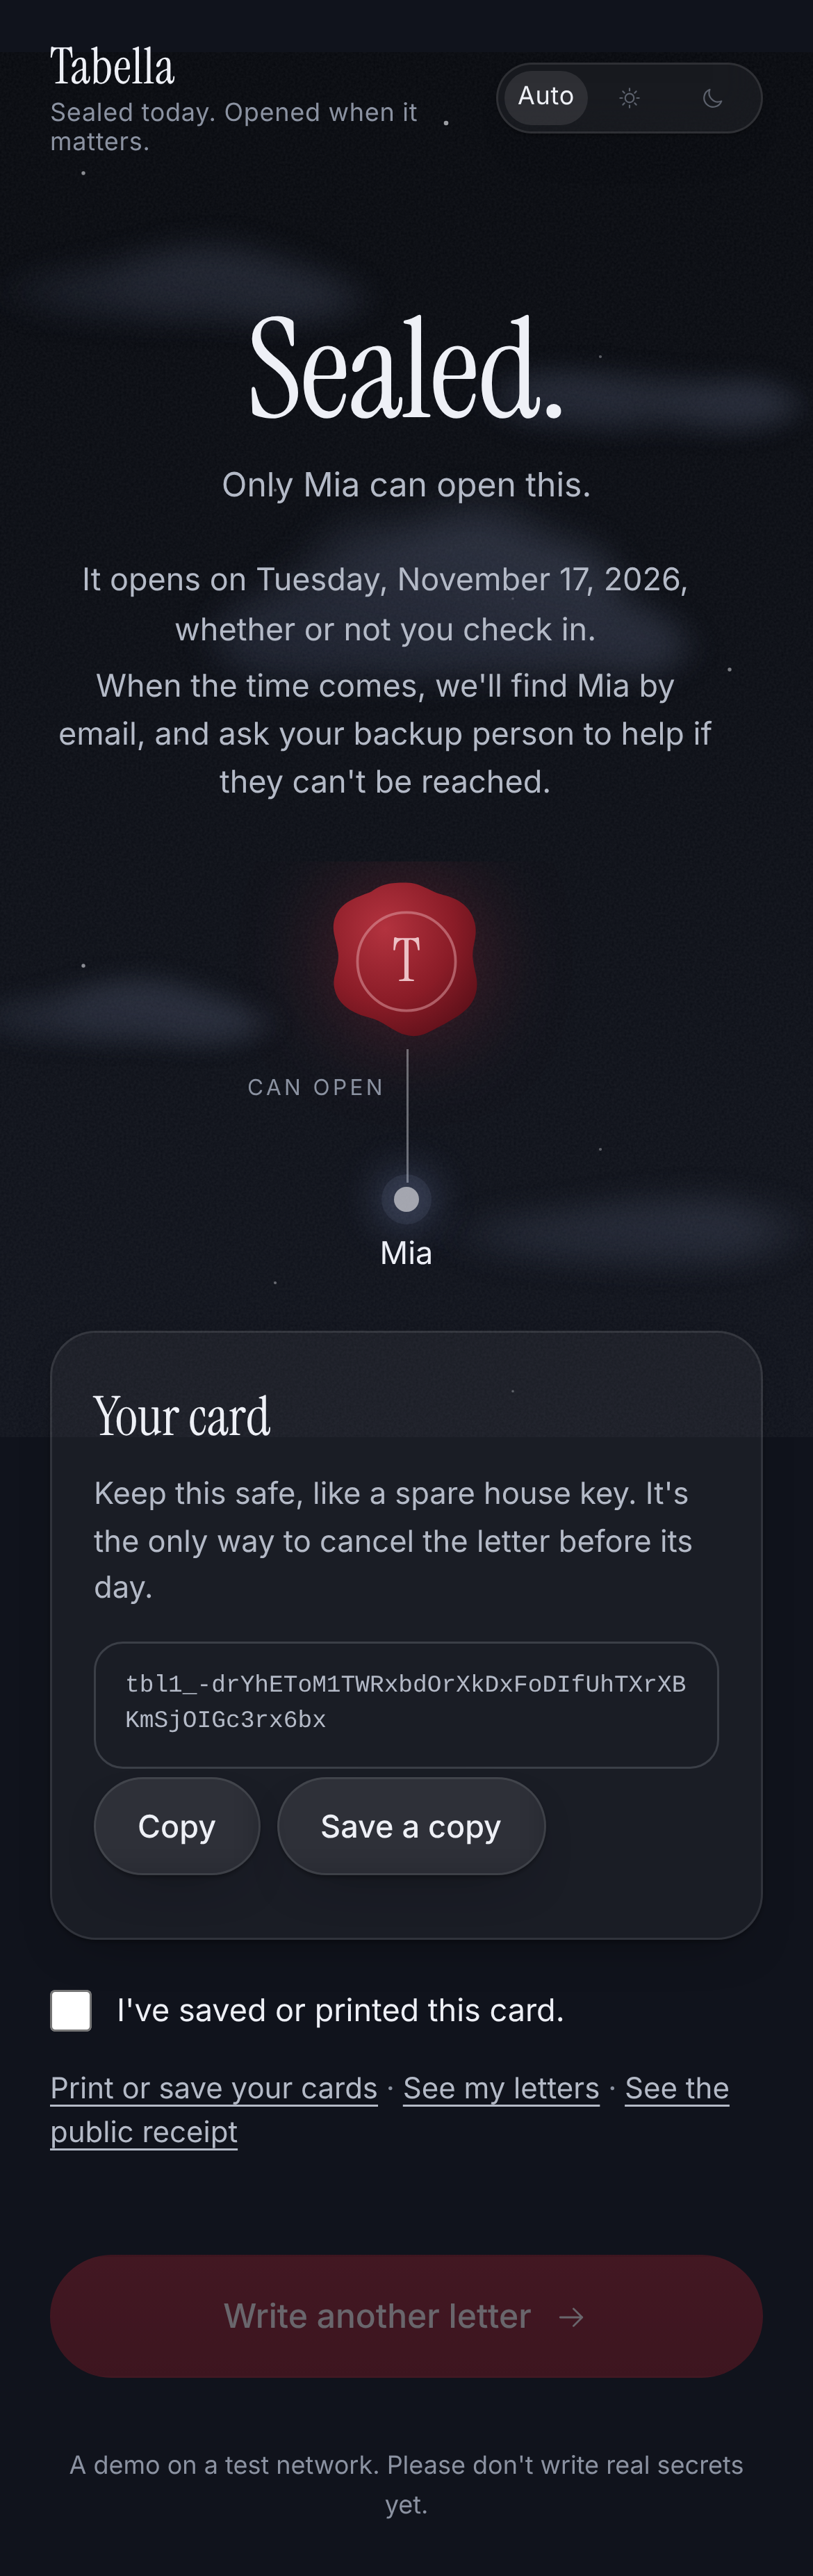 Tabella
Sealed today. Opened when it
matters.
Auto
Sealed.
Only Mia can open this.
It opens on Tuesday, November 17, 2026,
whether or not you check in.
When the time comes, we'll find Mia by
email, and ask your backup person to help if
they can't be reached.
T
CAN OPEN
Mia
Your card
Keep this safe, like a spare house key. It's
the only way to cancel the letter before its
day.
tbl1_-drYhEToM1TWRxbdOrXkDxFoDIfUhTXrXB
KmSjOIGc3rx6bx
Copy
Save a copy
I've saved or printed this card.
Print or save your cards · See my letters · See the
public receipt
Write another letter →
A demo on a test network. Please don't write real secrets
yet.